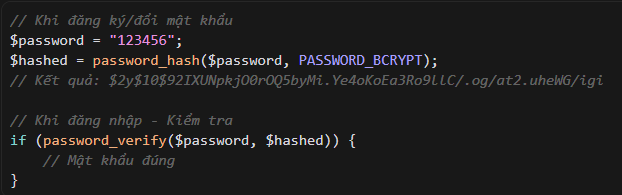 // Khi đăng ký/đổi mật khẩu
$password = "123456";
$hashed = password_hash($password, PASSWORD_BCRYPT);
// Kết quả: $2y$10$92IXUNpkjO0rOQ5byMi.Ye4oKoEa3Ro9llC/.og/at2.uheWG/igi
// Khi đăng nhập - Kiểm tra
if (password_verify($password, $hashed)) {
// Mật khẩu đúng
}